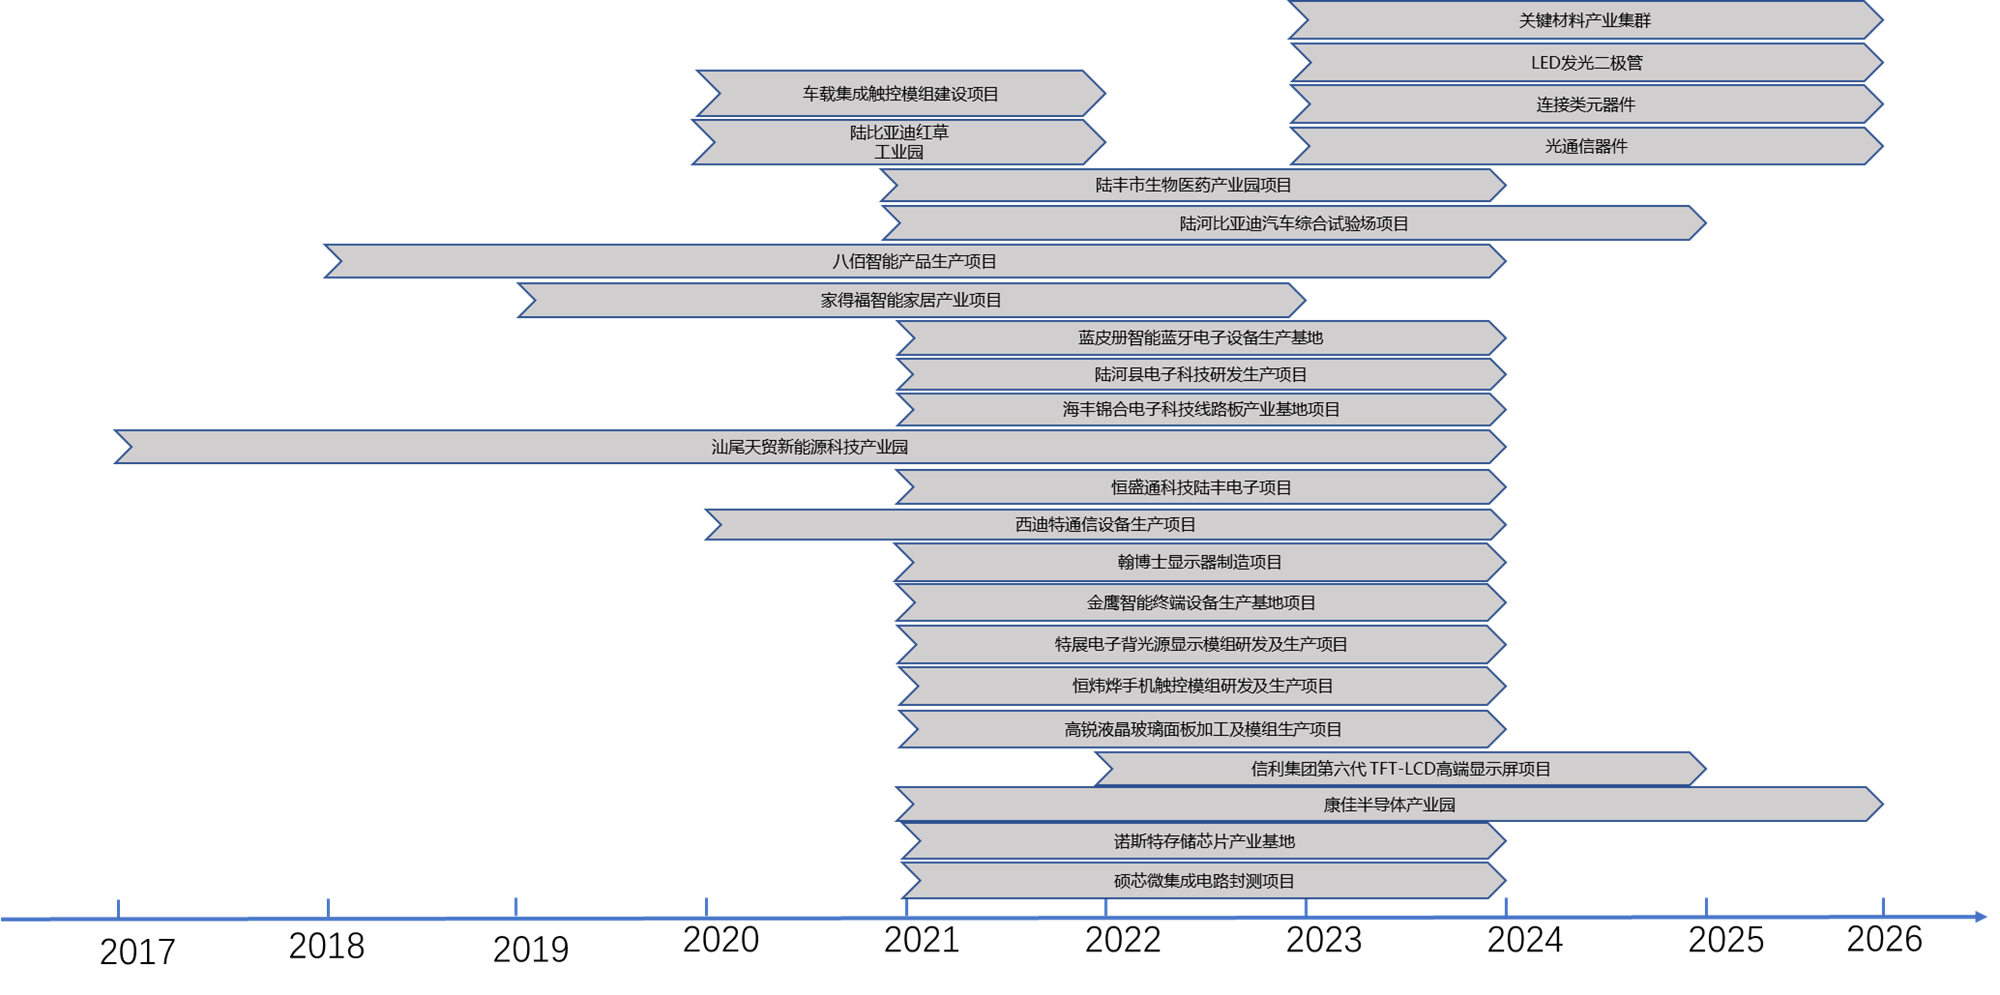 关键材料产业集群
LED发光二极管
车载集成触控模组建设项目
连接类元器件
陆比亚迪红草
工业园
光通信器件
陆丰市生物医药产业园项目
陆河比亚迪汽车综合试验场项目
八佰智能产品生产项目
家得福智能家居产业项目
蓝皮册智能蓝牙电子设备生产基地
陆河县电子科技研发生产项目
海丰锦合电子科技线路板产业基地项目
汕尾天贸新能源科技产业园
恒盛通科技陆丰电子项目
西迪特通信设备生产项目
翰博士显示器制造项目
金鹰智能终端设备生产基地项目
特展电子背光源显示模组研发及生产项目
恒炜烨手机触控模组研发及生产项目
高锐液晶玻璃面板加工及模组生产项目
信利集团第六代 TFT-LCD高端显示屏项目
康佳半导体产业园
诺斯特存储芯片产业基地
硕芯微集成电路封测项目
2017 2018 2019 2020 2021 2022 2023 2024 2025 2026